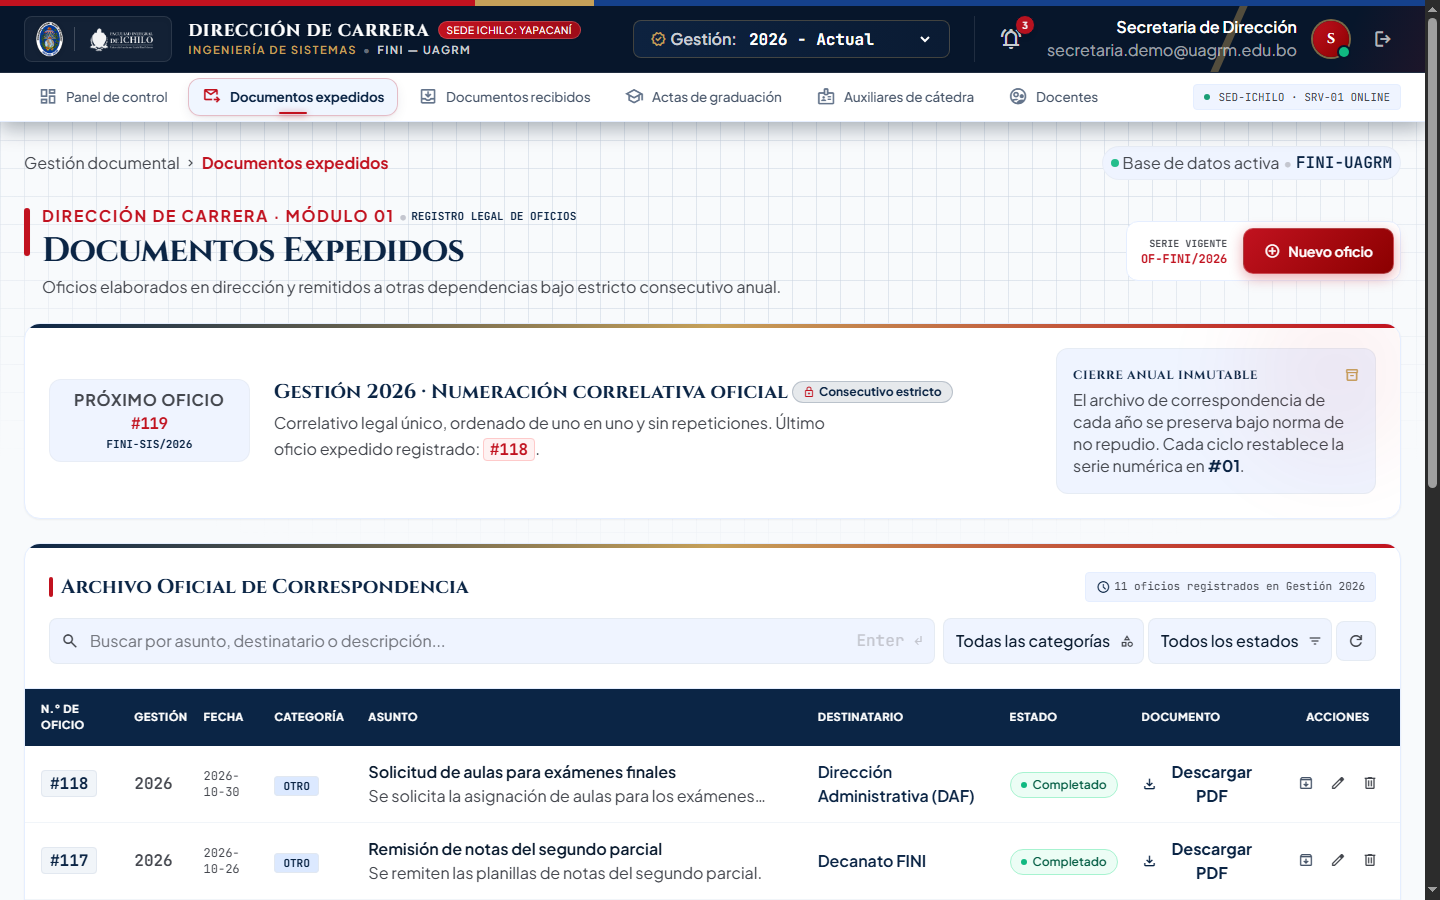 FACULTAD INTEGRAL
DE ICHILO
DIRECCIÓN DE CARRERA
SEDE ICHILO: YAPACANÍ
INGENIERÍA DE SISTEMAS • FINI — UAGRM
Gestión: 2026 - Actual
3
Secretaria de Dirección
secretaria.demo@uagrm.edu.bo
S
Panel de control
Documentos expedidos
Documentos recibidos
Actas de graduación
Auxiliares de cátedra
Docentes
SED-ICHILO · SRV-01 ONLINE
Gestión documental › Documentos expedidos
Base de datos activa • FINI-UAGRM
DIRECCIÓN DE CARRERA · MÓDULO 01 • REGISTRO LEGAL DE OFICIOS
Documentos Expedidos
Oficios elaborados en dirección y remitidos a otras dependencias bajo estricto consecutivo anual.
SERIE VIGENTE
OF-FINI/2026
Nuevo oficio
PRÓXIMO OFICIO
#119
FINI-SIS/2026
Gestión 2026 · Numeración correlativa oficial
Consecutivo estricto
Correlativo legal único, ordenado de uno en uno y sin repeticiones. Último
oficio expedido registrado: #118.
CIERRE ANUAL INMUTABLE
El archivo de correspondencia de
cada año se preserva bajo norma de
no repudio. Cada ciclo restablece la
serie numérica en #01.
Archivo Oficial de Correspondencia
11 oficios registrados en Gestión 2026
Buscar por asunto, destinatario o descripción...
Enter ↵
Todas las categorías
Todos los estados
N.º DE
OFICIO
GESTIÓN
FECHA
CATEGORÍA
ASUNTO
DESTINATARIO
ESTADO
DOCUMENTO
ACCIONES
#118
2026
2026-
10-30
OTRO
Solicitud de aulas para exámenes finales
Se solicita la asignación de aulas para los exámenes...
Dirección
Administrativa (DAF)
Completado
Descargar
PDF
#117
2026
2026-
10-26
OTRO
Remisión de notas del segundo parcial
Se remiten las planillas de notas del segundo parcial.
Decanato FINI
Completado
Descargar
PDF